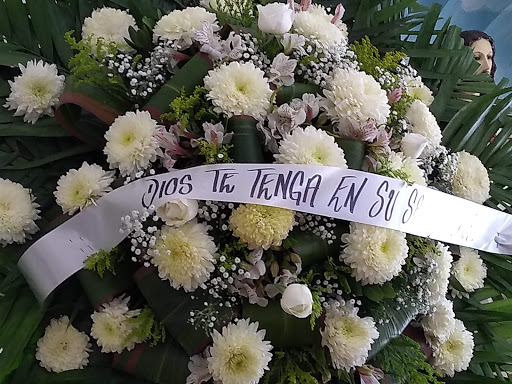 DIOS TE TENGA EN SU